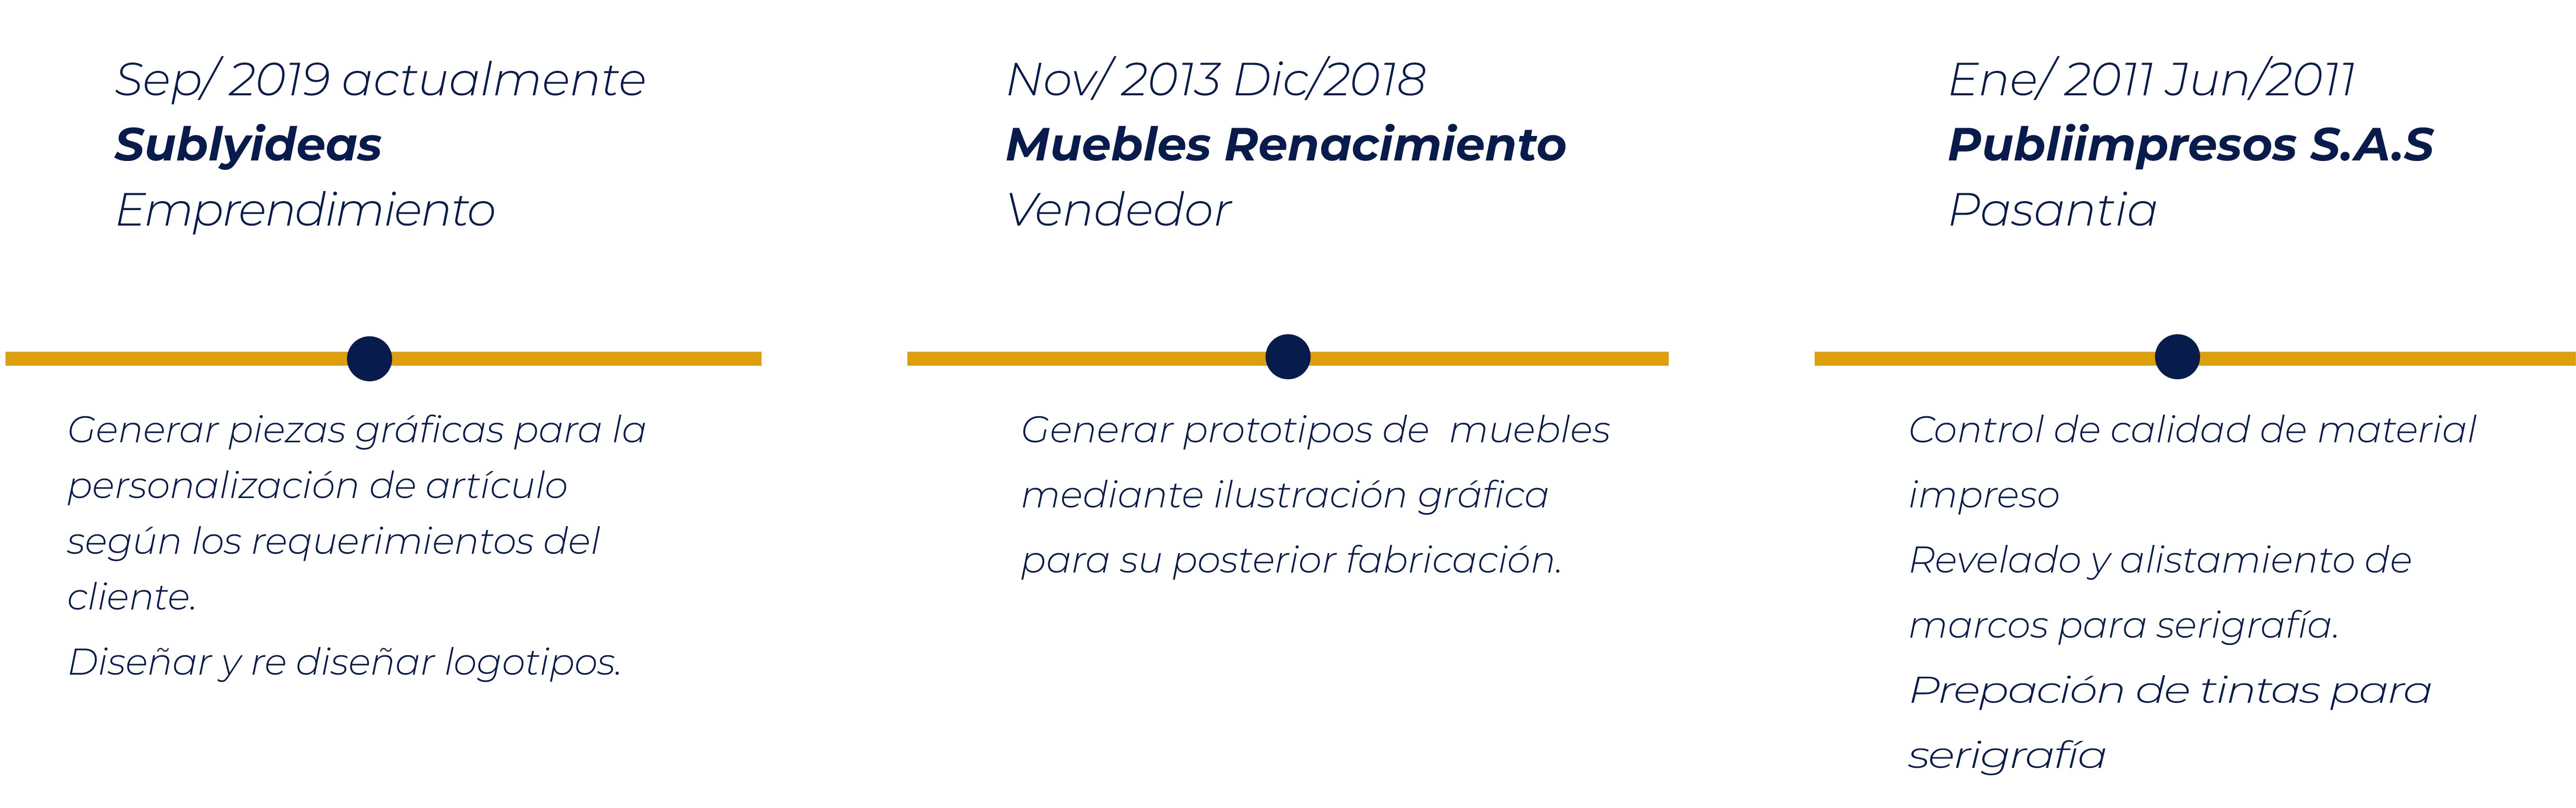 Sep/ 2019 actualmente
Sublyideas
Emprendimiento
Generar piezas gráficas para la
personalización de artículo
según los requerimientos del
cliente.
Diseñar y re diseñar logotipos.
Nov/ 2013 Dic/2018
Muebles Renacimiento
Vendedor
Generar prototipos de  muebles
mediante ilustración gráfica
para su posterior fabricación.
Ene/ 2011 Jun/2011
Publiimpresos S.A.S
Pasantia
Control de calidad de material
impreso
Revelado y alistamiento de
marcos para serigrafía.
Prepación de tintas para
serigrafía